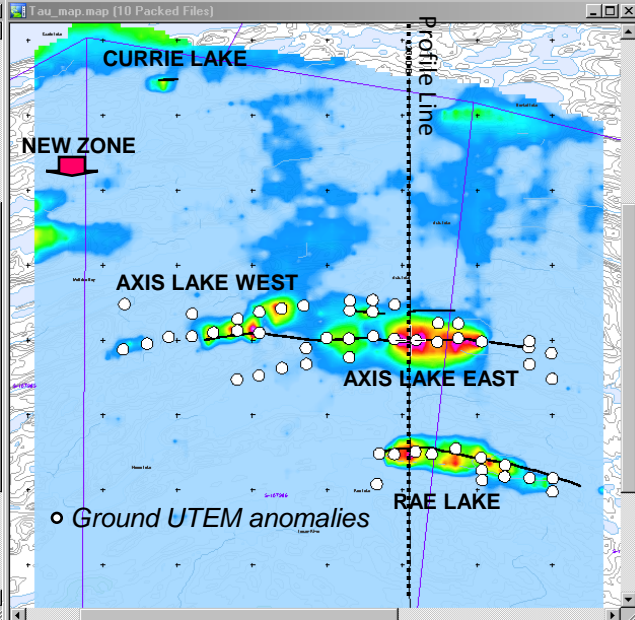 Tau_map.map (10 Packed Files)
CURRIE LAKE
Profile Line
NEW ZONE
AXIS LAKE WEST
AXIS LAKE EAST
RAE LAKE
Ground UTEM anomalies